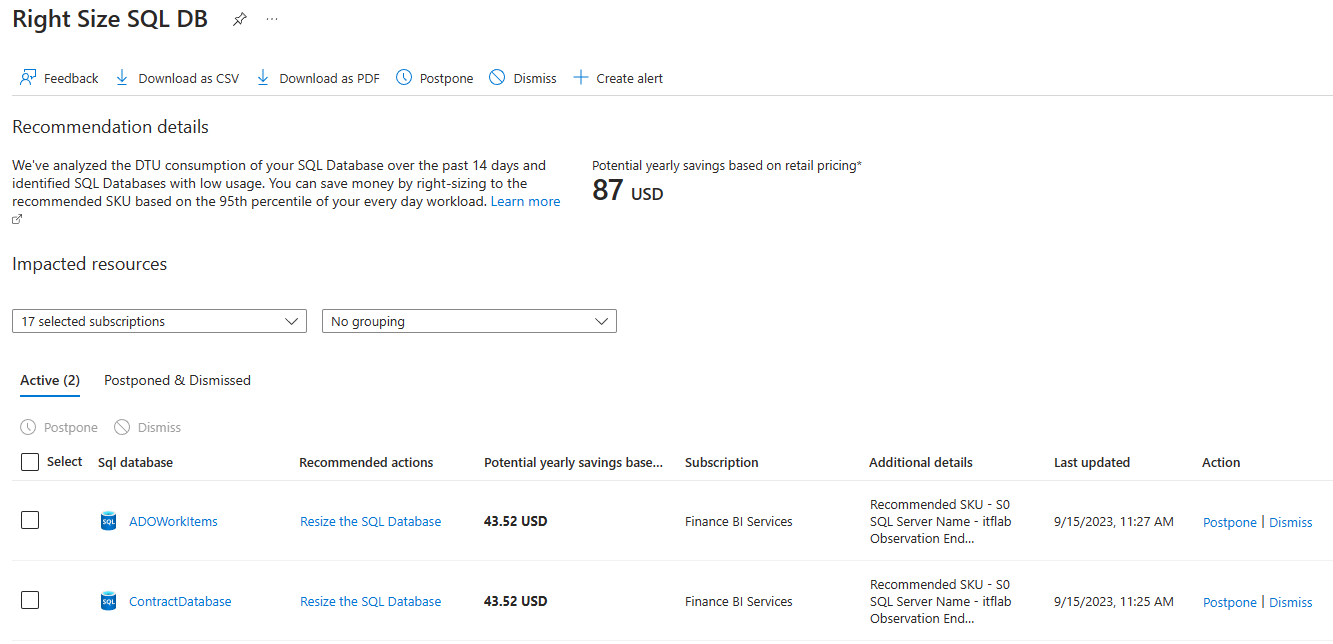 Right Size SQL DB ...
Feedback Download as CSV Download as PDF Postpone Dismiss Create alert
Recommendation details
We've analyzed the DTU consumption of your SQL Database over the past 14 days and
identified SQL Databases with low usage. You can save money by right-sizing to the
recommended SKU based on the 95th percentile of your every day workload. Learn more
Potential yearly savings based on retail pricing*
87 USD
Impacted resources
17 selected subscriptions No grouping
Active (2) Postponed & Dismissed
Postpone Dismiss
Select Sql database Recommended actions Potential yearly savings base... Subscription Additional details Last updated Action
SQL ADOWorkItems Resize the SQL Database 43.52 USD Finance BI Services
Recommended SKU - S0
SQL Server Name - itflab
Observation End...
9/15/2023, 11:27 AM Postpone | Dismiss
SQL ContractDatabase Resize the SQL Database 43.52 USD Finance BI Services
Recommended SKU - S0
SQL Server Name - itflab
Observation End...
9/15/2023, 11:25 AM Postpone | Dismiss